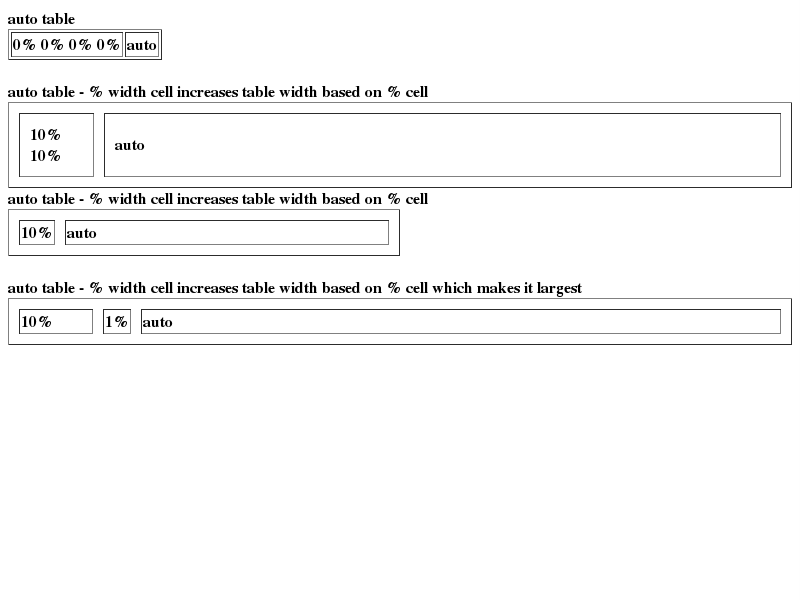 auto table
0% 0% 0% 0% auto
auto table - % width cell increases table width based on % cell
10%
10%
auto
auto table - % width cell increases table width based on % cell
10% auto
auto table - % width cell increases table width based on % cell which makes it largest
10% 1% auto